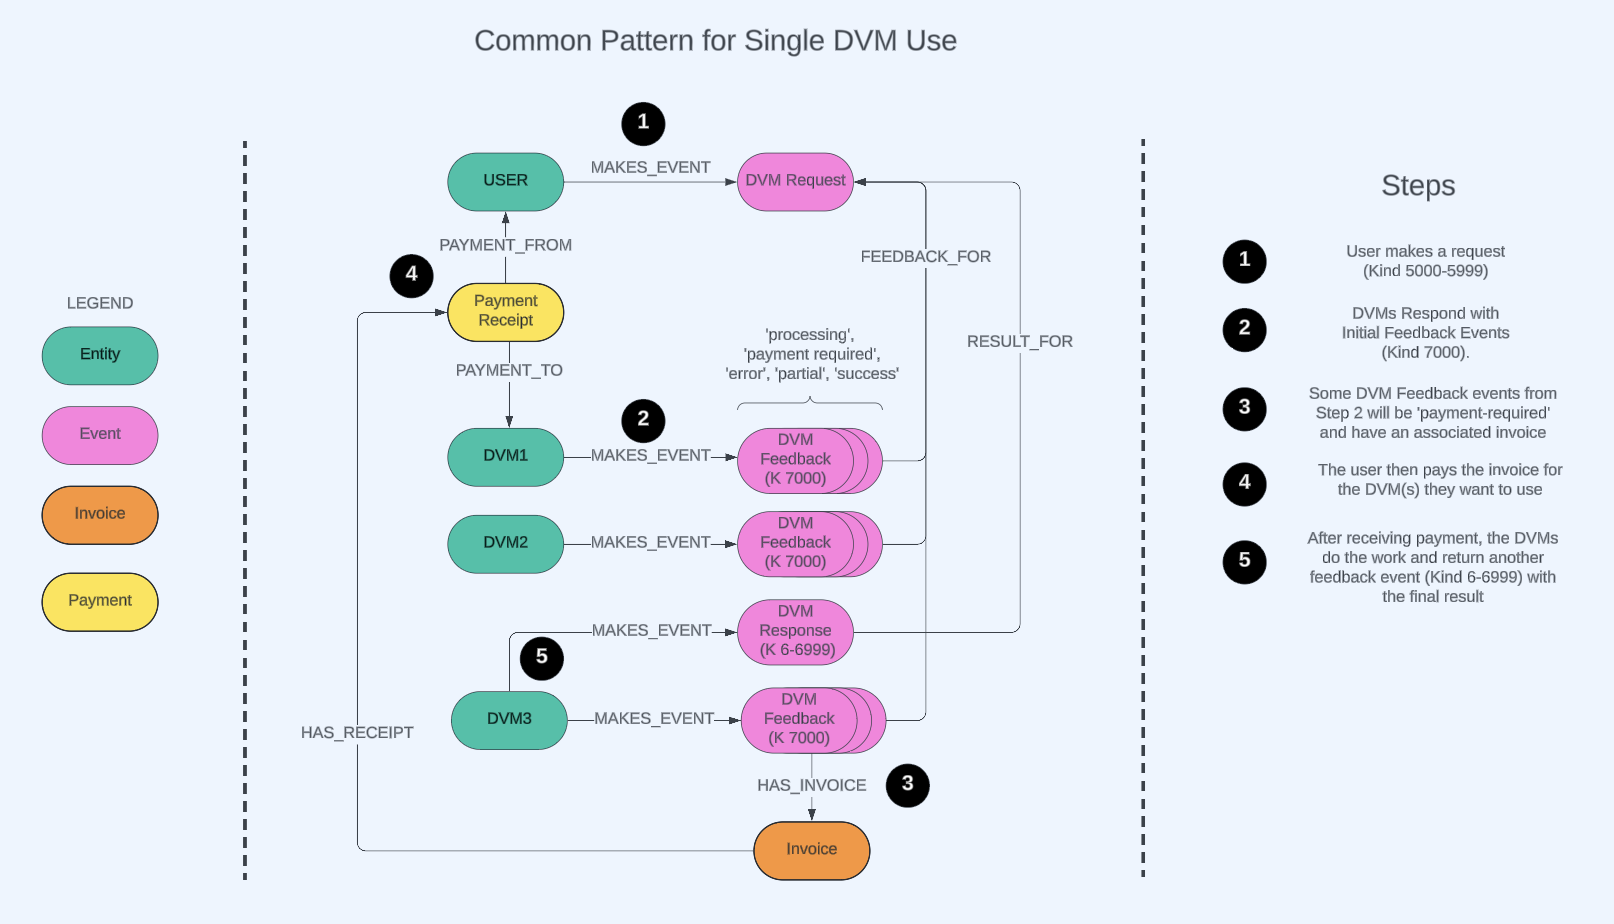 Common Pattern for Single DVM Use
LEGEND
Entity
Event
Invoice
Payment
1
USER
MAKES_EVENT
DVM Request
PAYMENT_FROM
4
Payment
Receipt
PAYMENT_TO
FEEDBACK_FOR
RESULT_FOR
'processing',
'payment required',
'error', 'partial', 'success'
2
DVM1
MAKES_EVENT
DVM
Feedback
(K 7000)
DVM2
MAKES_EVENT
DVM
Feedback
(K 7000)
MAKES_EVENT
DVM
Response
(K 6-6999)
5
DVM3
MAKES_EVENT
DVM
Feedback
(K 7000)
HAS_RECEIPT
HAS_INVOICE
3
Invoice
Steps
1
User makes a request
(Kind 5000-5999)
2
DVMs Respond with
Initial Feedback Events
(Kind 7000).
3
Some DVM Feedback events from
Step 2 will be 'payment-required'
and have an associated invoice
4
The user then pays the invoice for
the DVM(s) they want to use
5
After receiving payment, the DVMs
do the work and return another
feedback event (Kind 6-6999) with
the final result